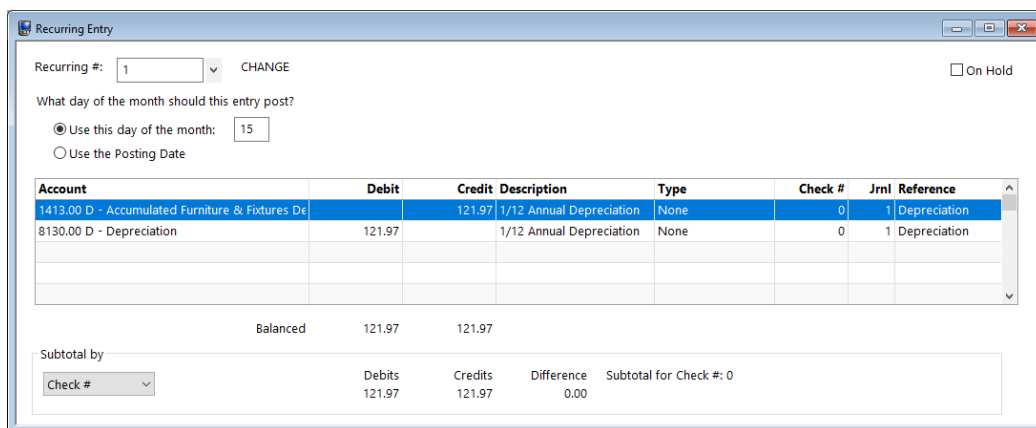 Recurring Entry
Recurring #: 1 CHANGE On Hold
What day of the month should this entry post?
Use this day of the month: 15
Use the Posting Date
Account Debit Credit Description Type Check # Jrnl Reference
1413.00 D - Accumulated Furniture & Fixtures De 121.97 1/12 Annual Depreciation None 0 1 Depreciation
8130.00 D - Depreciation 121.97 1/12 Annual Depreciation None 0 1 Depreciation
Balanced 121.97 121.97
Subtotal by
Check # Debits Credits Difference Subtotal for Check #: 0
121.97 121.97 0.00